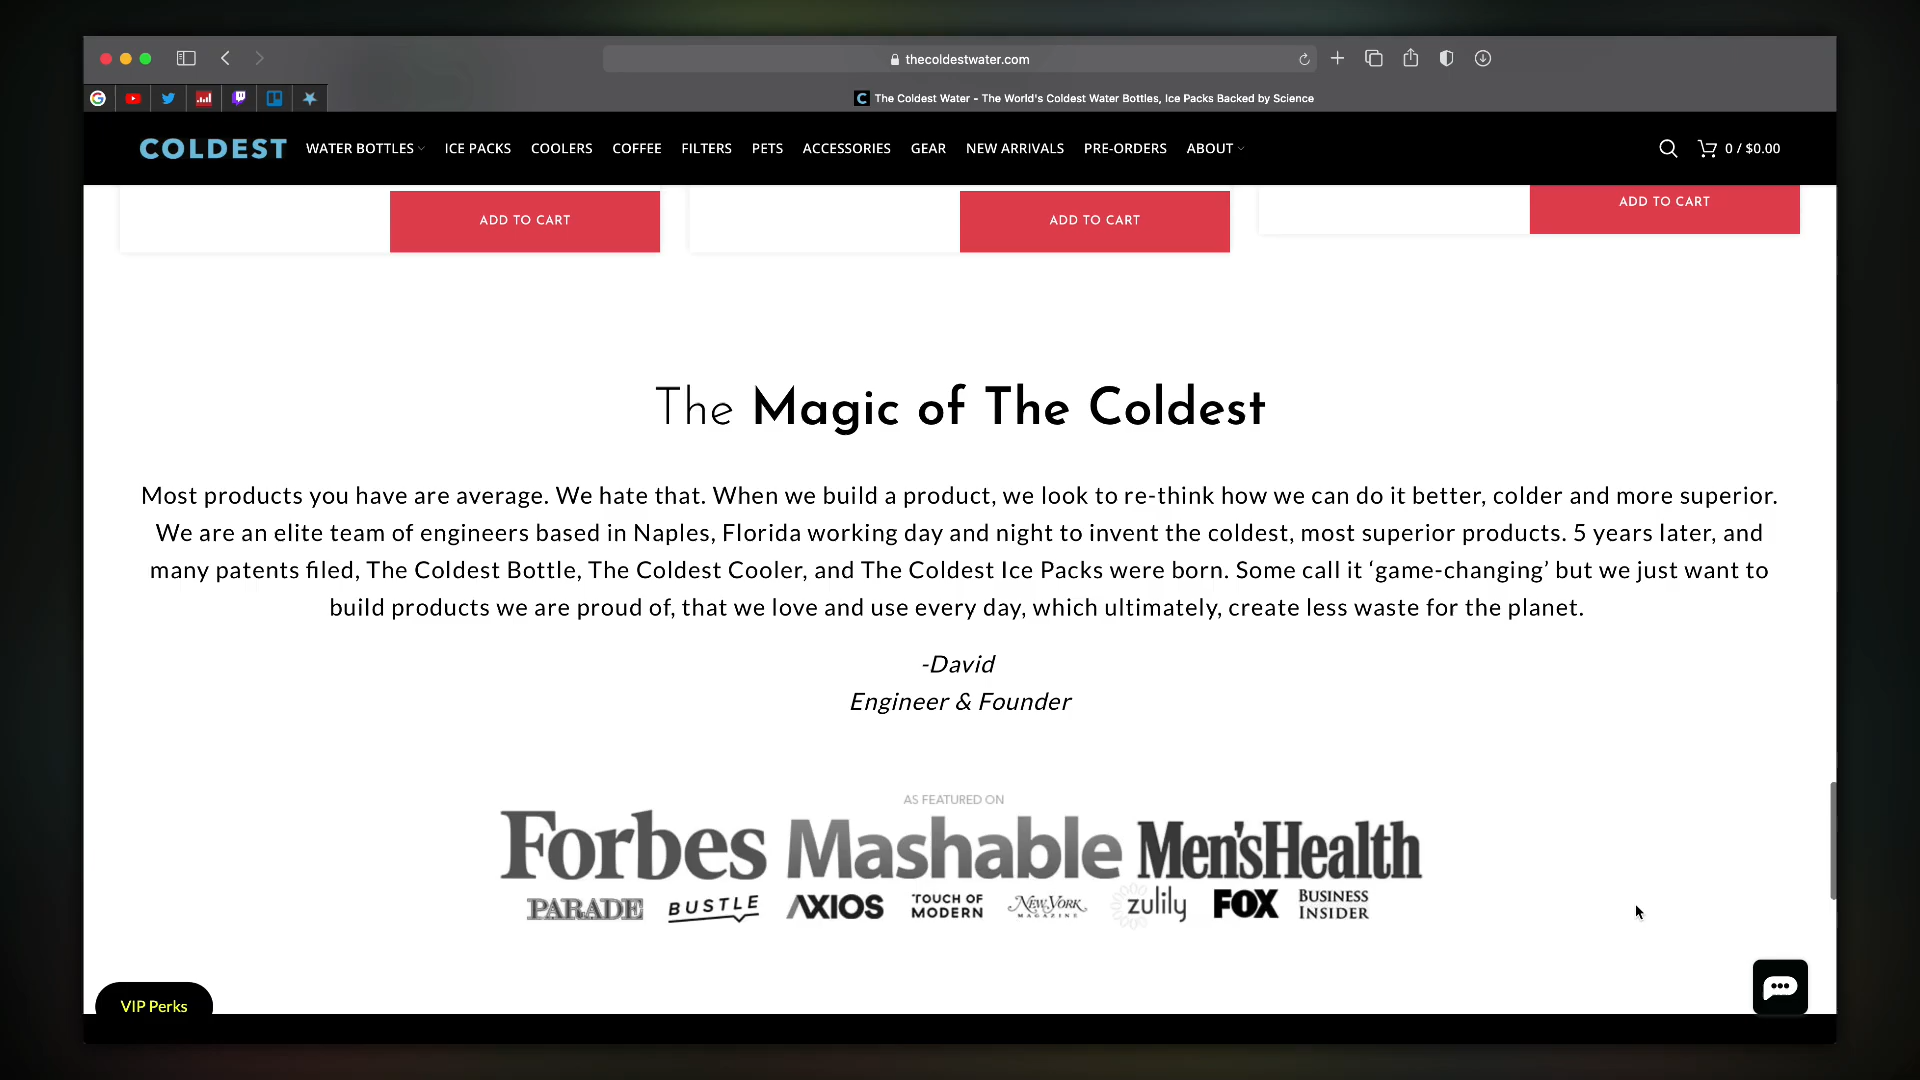 thecoldestwater.com
The Coldest Water - The World's Coldest Water Bottles, Ice Packs Backed by Science
COLDEST WATER BOTTLES ICE PACKS COOLERS COFFEE FILTERS PETS ACCESSORIES GEAR NEW ARRIVALS PRE-ORDERS ABOUT 0 / $0.00
ADD TO CART ADD TO CART ADD TO CART
The Magic of The Coldest
Most products you have are average. We hate that. When we build a product, we look to re-think how we can do it better, colder and more superior.
We are an elite team of engineers based in Naples, Florida working day and night to invent the coldest, most superior products. 5 years later, and
many patents filed, The Coldest Bottle, The Coldest Cooler, and The Coldest Ice Packs were born. Some call it ‘game-changing’ but we just want to
build products we are proud of, that we love and use every day, which ultimately, create less waste for the planet.
-David
Engineer & Founder
AS FEATURED ON
Forbes Mashable Men'sHealth
PARADE BUSTLE AXIOS TOUCH OF MODERN NEW YORK MAGAZINE zulily FOX BUSINESS INSIDER
VIP Perks